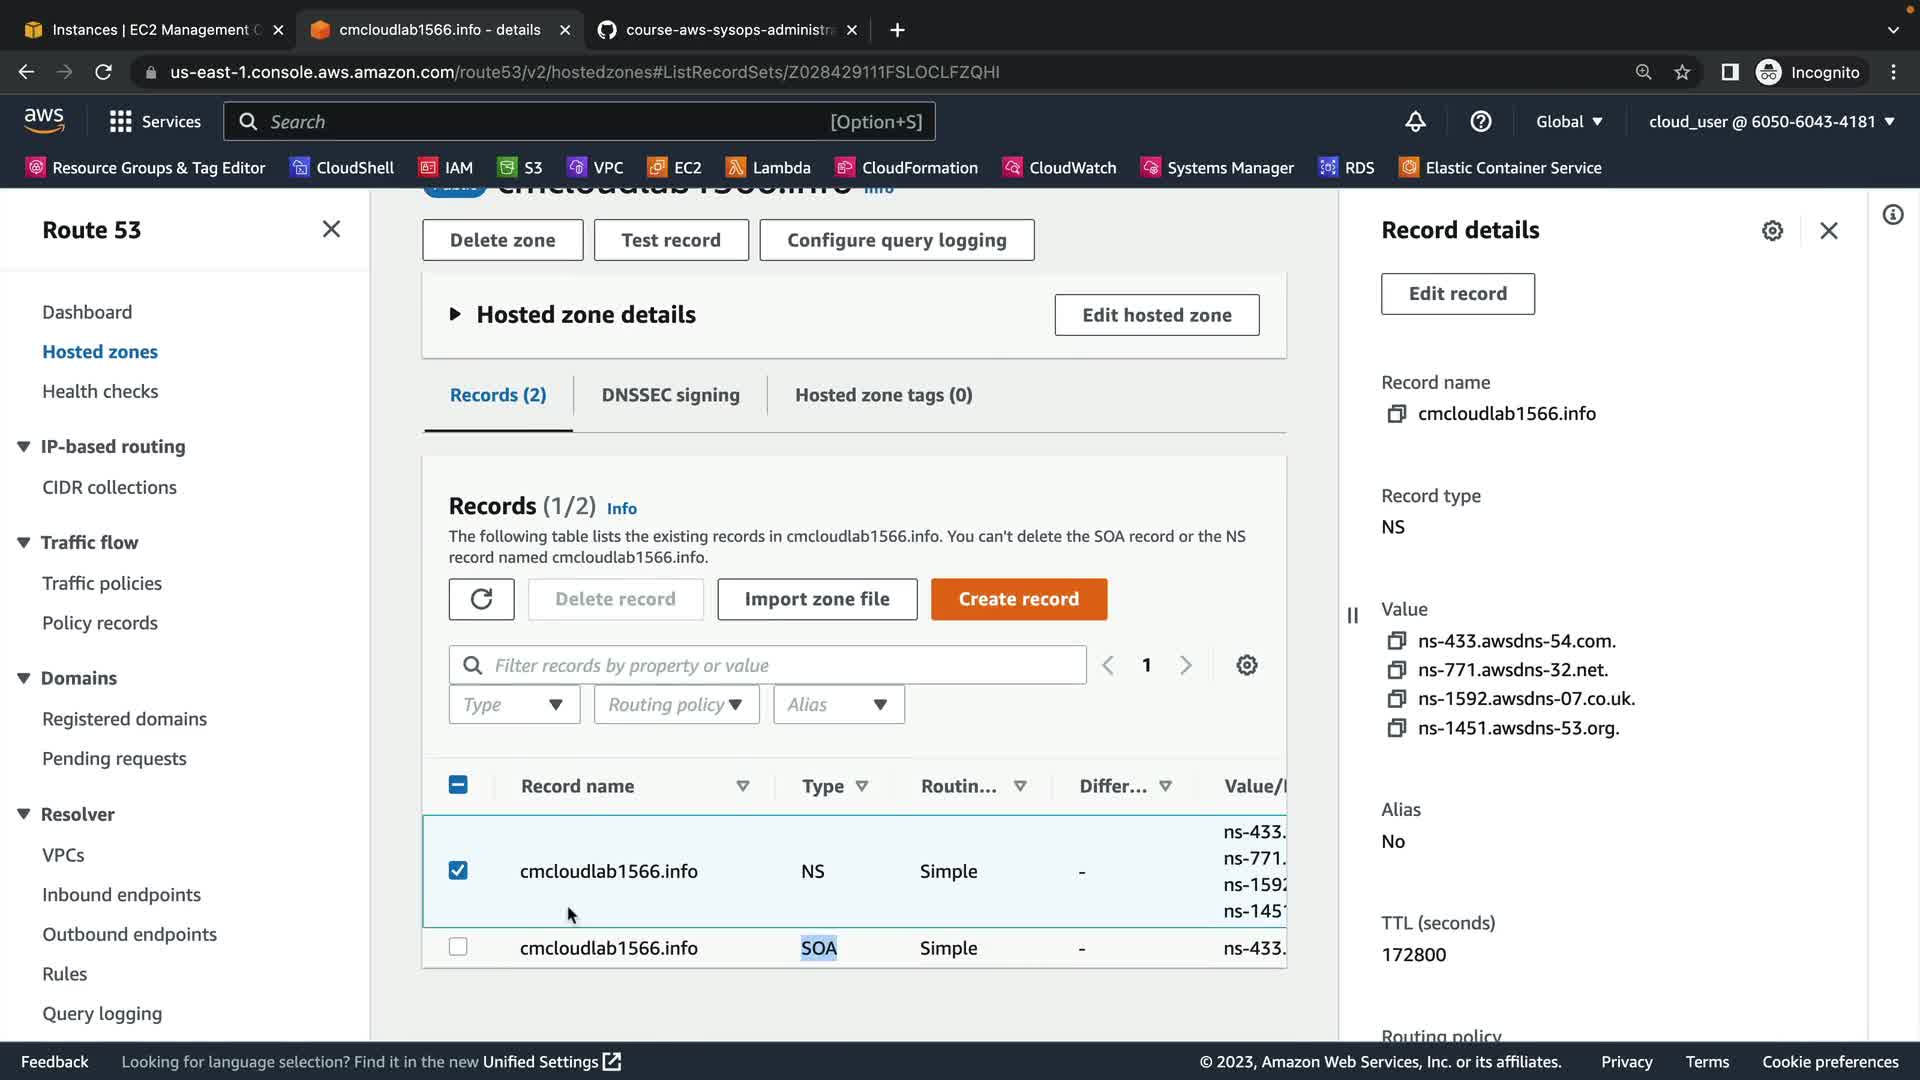 Instances | EC2 Management C
cmcloudlab1566.info - details
course-aws-sysops-administra
us-east-1.console.aws.amazon.com/route53/v2/hostedzones#ListRecordSets/Z028429111FSLOCLFZQHI
Incognito
aws
Services
Search
[Option+S]
Global
cloud_user @ 6050-6043-4181
Resource Groups & Tag Editor
CloudShell
IAM
S3
VPC
EC2
Lambda
CloudFormation
CloudWatch
Systems Manager
RDS
Elastic Container Service
Route 53
Dashboard
Hosted zones
Health checks
IP-based routing
CIDR collections
Traffic flow
Traffic policies
Policy records
Domains
Registered domains
Pending requests
Resolver
VPCs
Inbound endpoints
Outbound endpoints
Rules
Query logging
cmcloudlab1566.info Info
Delete zone
Test record
Configure query logging
Hosted zone details
Edit hosted zone
Records (2)
DNSSEC signing
Hosted zone tags (0)
Records (1/2) Info
The following table lists the existing records in cmcloudlab1566.info. You can't delete the SOA record or the NS
record named cmcloudlab1566.info.
Delete record
Import zone file
Create record
Filter records by property or value
1
Type
Routing policy
Alias
Record name
Type
Routin...
Differ...
Value/
cmcloudlab1566.info
NS
Simple
-
ns-433.
ns-771.
ns-1592
ns-1451
cmcloudlab1566.info
SOA
Simple
-
ns-433.
Record details
Edit record
Record name
cmcloudlab1566.info
Record type
NS
Value
ns-433.awsdns-54.com.
ns-771.awsdns-32.net.
ns-1592.awsdns-07.co.uk.
ns-1451.awsdns-53.org.
Alias
No
TTL (seconds)
172800
Routing policy
Feedback
Looking for language selection? Find it in the new Unified Settings
© 2023, Amazon Web Services, Inc. or its affiliates.
Privacy
Terms
Cookie preferences